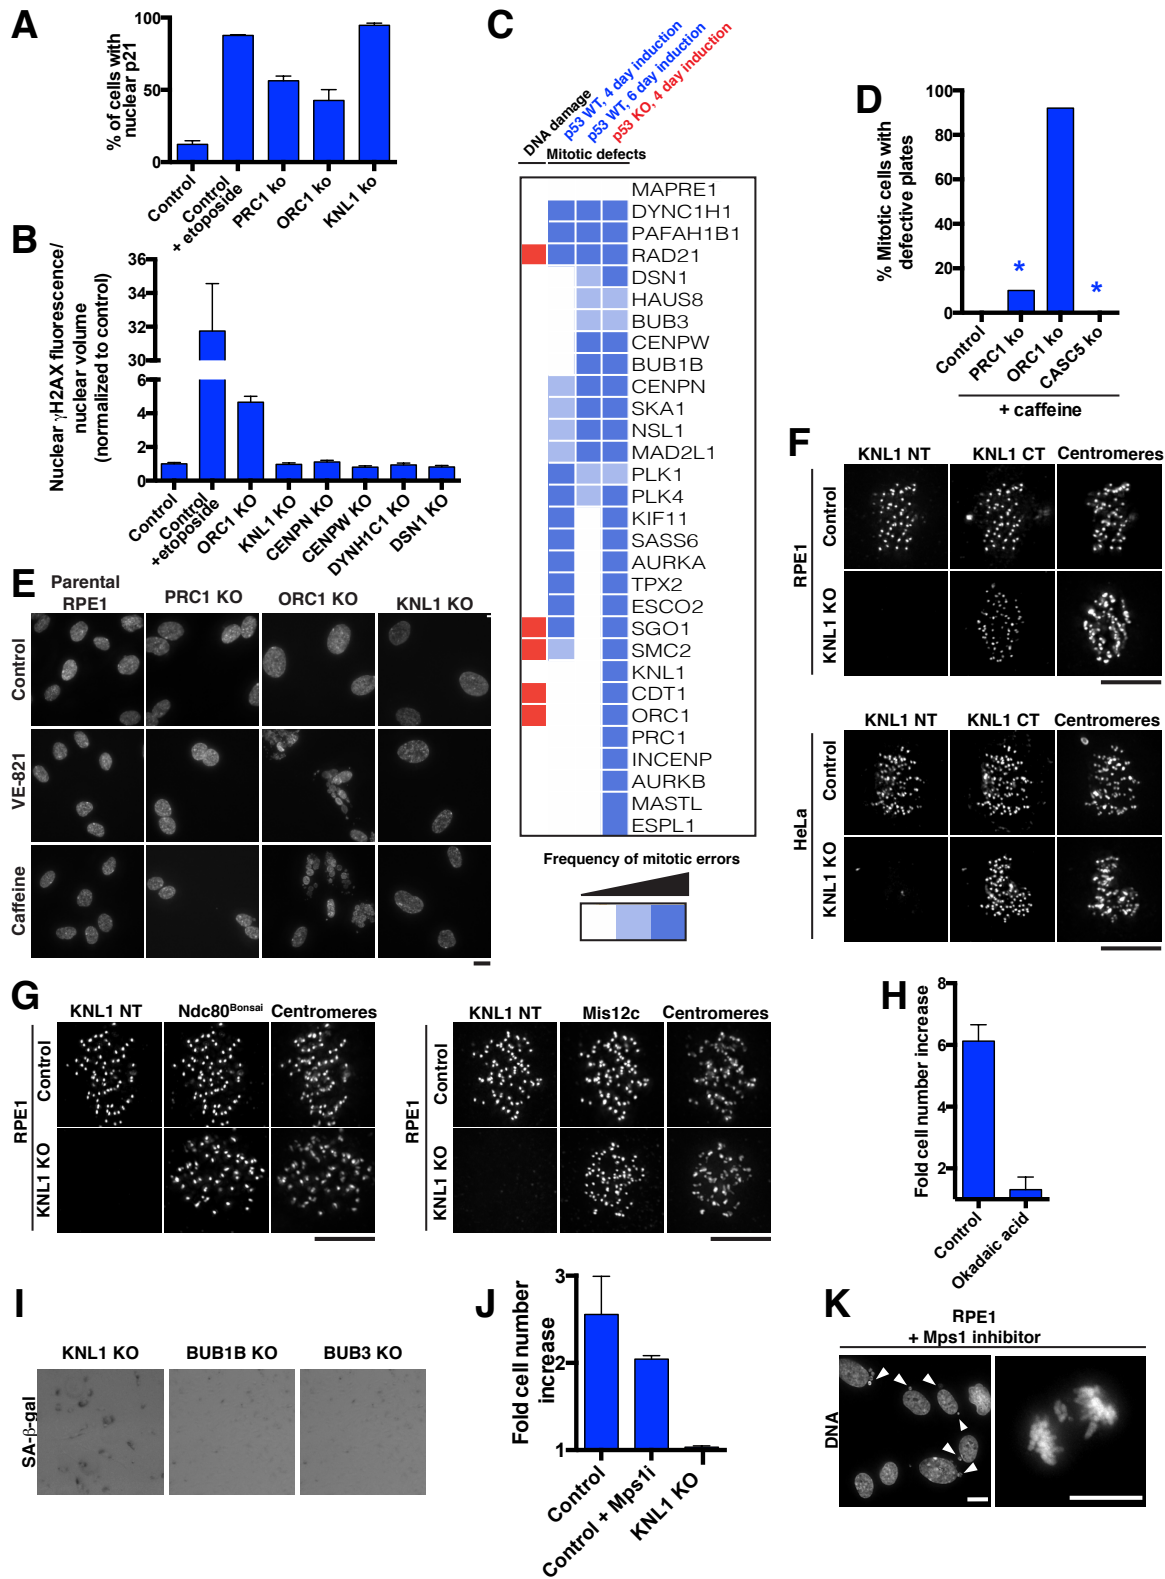 A
% of cells with
nuclear p21
100
50
0
Control
Control
+ etoposide
PRC1 ko
ORC1 ko
KNL1 ko
B
Nuclear γH2AX fluorescence/
nuclear volume
(normalized to control)
36
34
32
30
6
4
2
0
Control
Control
+etoposide
ORC1 KO
KNL1 KO
CENPN KO
CENPW KO
DYNH1C1 KO
DSN1 KO
C
DNA damage
p53 WT, 4 day induction
p53 WT, 6 day induction
p53 KO, 4 day induction
Mitotic defects
MAPRE1
DYNC1H1
PAFAH1B1
RAD21
DSN1
HAUS8
BUB3
CENPW
BUB1B
CENPN
SKA1
NSL1
MAD2L1
PLK1
PLK4
KIF11
SASS6
AURKA
TPX2
ESCO2
SGO1
SMC2
KNL1
CDT1
ORC1
PRC1
INCENP
AURKB
MASTL
ESPL1
Frequency of mitotic errors
D
% Mitotic cells with
defective plates
100
80
60
40
20
0
*
*
Control
PRC1 ko
ORC1 ko
CASC5 ko
+ caffeine
E
Parental
RPE1
PRC1 KO
ORC1 KO
KNL1 KO
Control
VE-821
Caffeine
F
KNL1 NT
KNL1 CT
Centromeres
RPE1
Control
KNL1 KO
KNL1 NT
KNL1 CT
Centromeres
HeLa
Control
KNL1 KO
G
KNL1 NT
Ndc80Bonsai
Centromeres
RPE1
Control
KNL1 KO
KNL1 NT
Mis12c
Centromeres
RPE1
Control
KNL1 KO
H
Fold cell number increase
8
6
4
2
Control
Okadaic acid
I
KNL1 KO
BUB1B KO
BUB3 KO
SA-β-gal
J
Fold cell number
increase
3
2
1
Control
Control + Mps1i
KNL1 KO
K
RPE1
+ Mps1 inhibitor
DNA